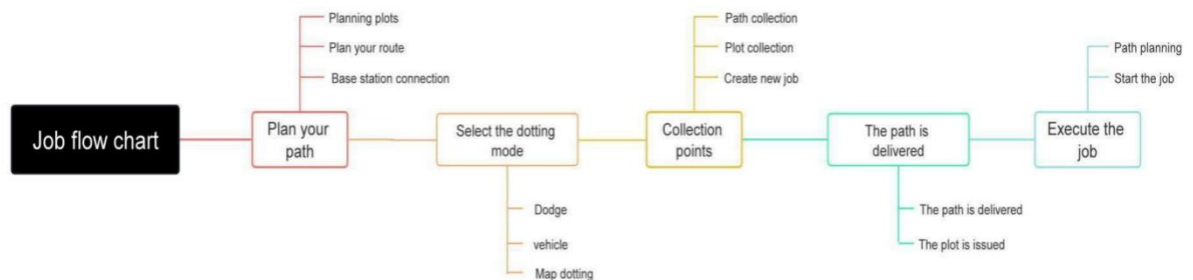 Planning plots
Plan your route
Base station connection
Path collection
Plot collection
Create new job
Path planning
Start the job
Job flow chart
Plan your
path
Select the dotting
mode
Collection
points
The path is
delivered
Execute the
job
Dodge
vehicle
Map dotting
The path is delivered
The plot is issued